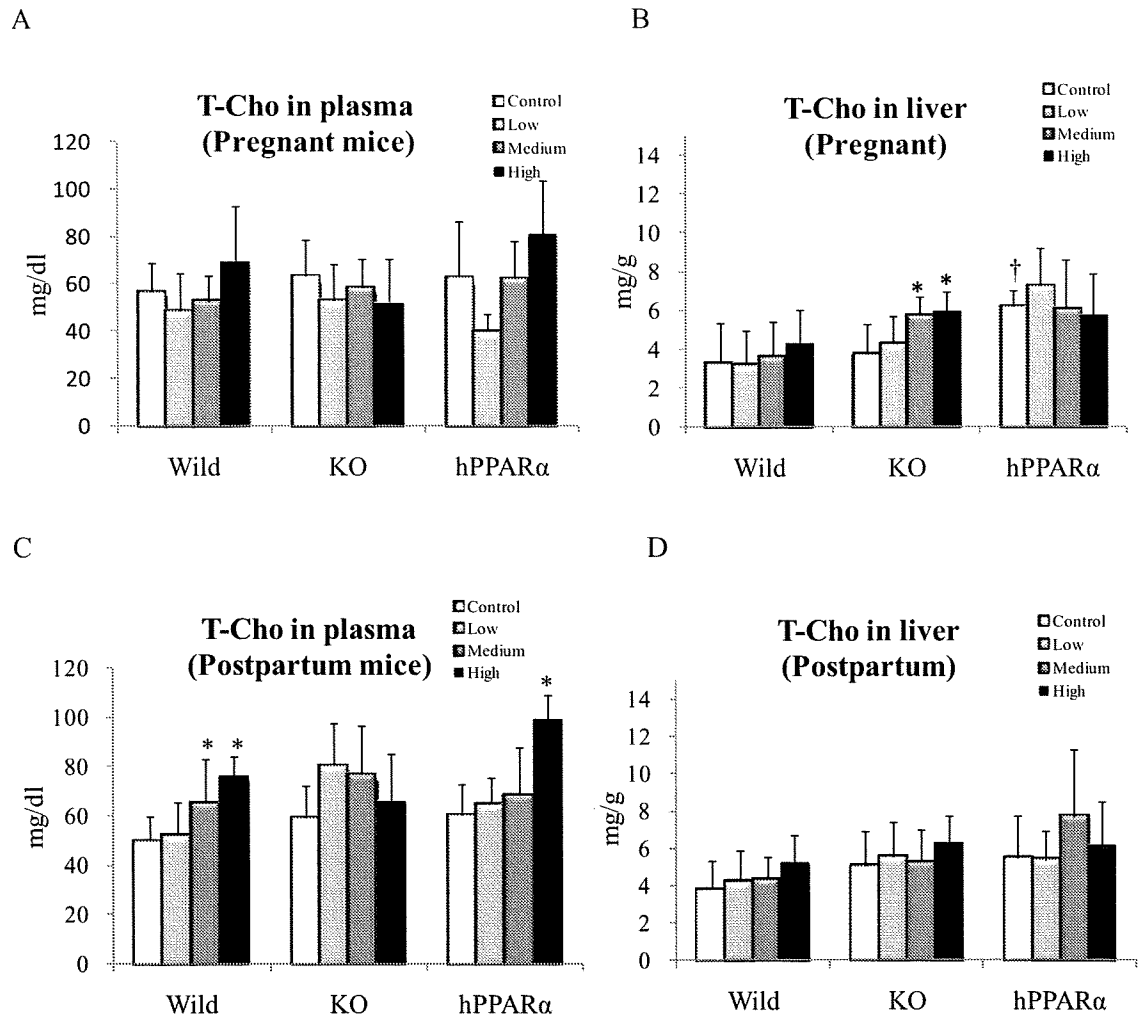 A
T-Cho in plasma
(Pregnant mice)
Control
Low
Medium
High
120
100
80
60
40
20
0
mg/dl
Wild KO hPPARα
B
T-Cho in liver
(Pregnant)
Control
Low
Medium
High
14
12
10
8
6
4
2
0
mg/g
* *
†
Wild KO hPPARα
C
T-Cho in plasma
(Postpartum mice)
Control
Low
Medium
High
120
100
80
60
40
20
0
mg/dl
* *
*
Wild KO hPPARα
D
T-Cho in liver
(Postpartum)
Control
Low
Medium
High
14
12
10
8
6
4
2
0
mg/g
Wild KO hPPARα